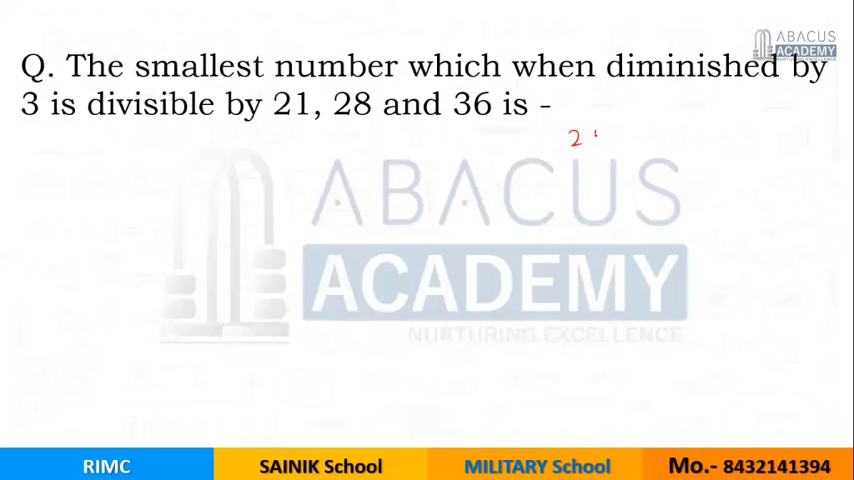 ABACUS
ACADEMY
Q. The smallest number which when diminished by
3 is divisible by 21, 28 and 36 is -
2
ABACUS
ACADEMY
NURTURING EXCELLENCE
RIMC
SAINIK School
MILITARY School
Mo.- 8432141394